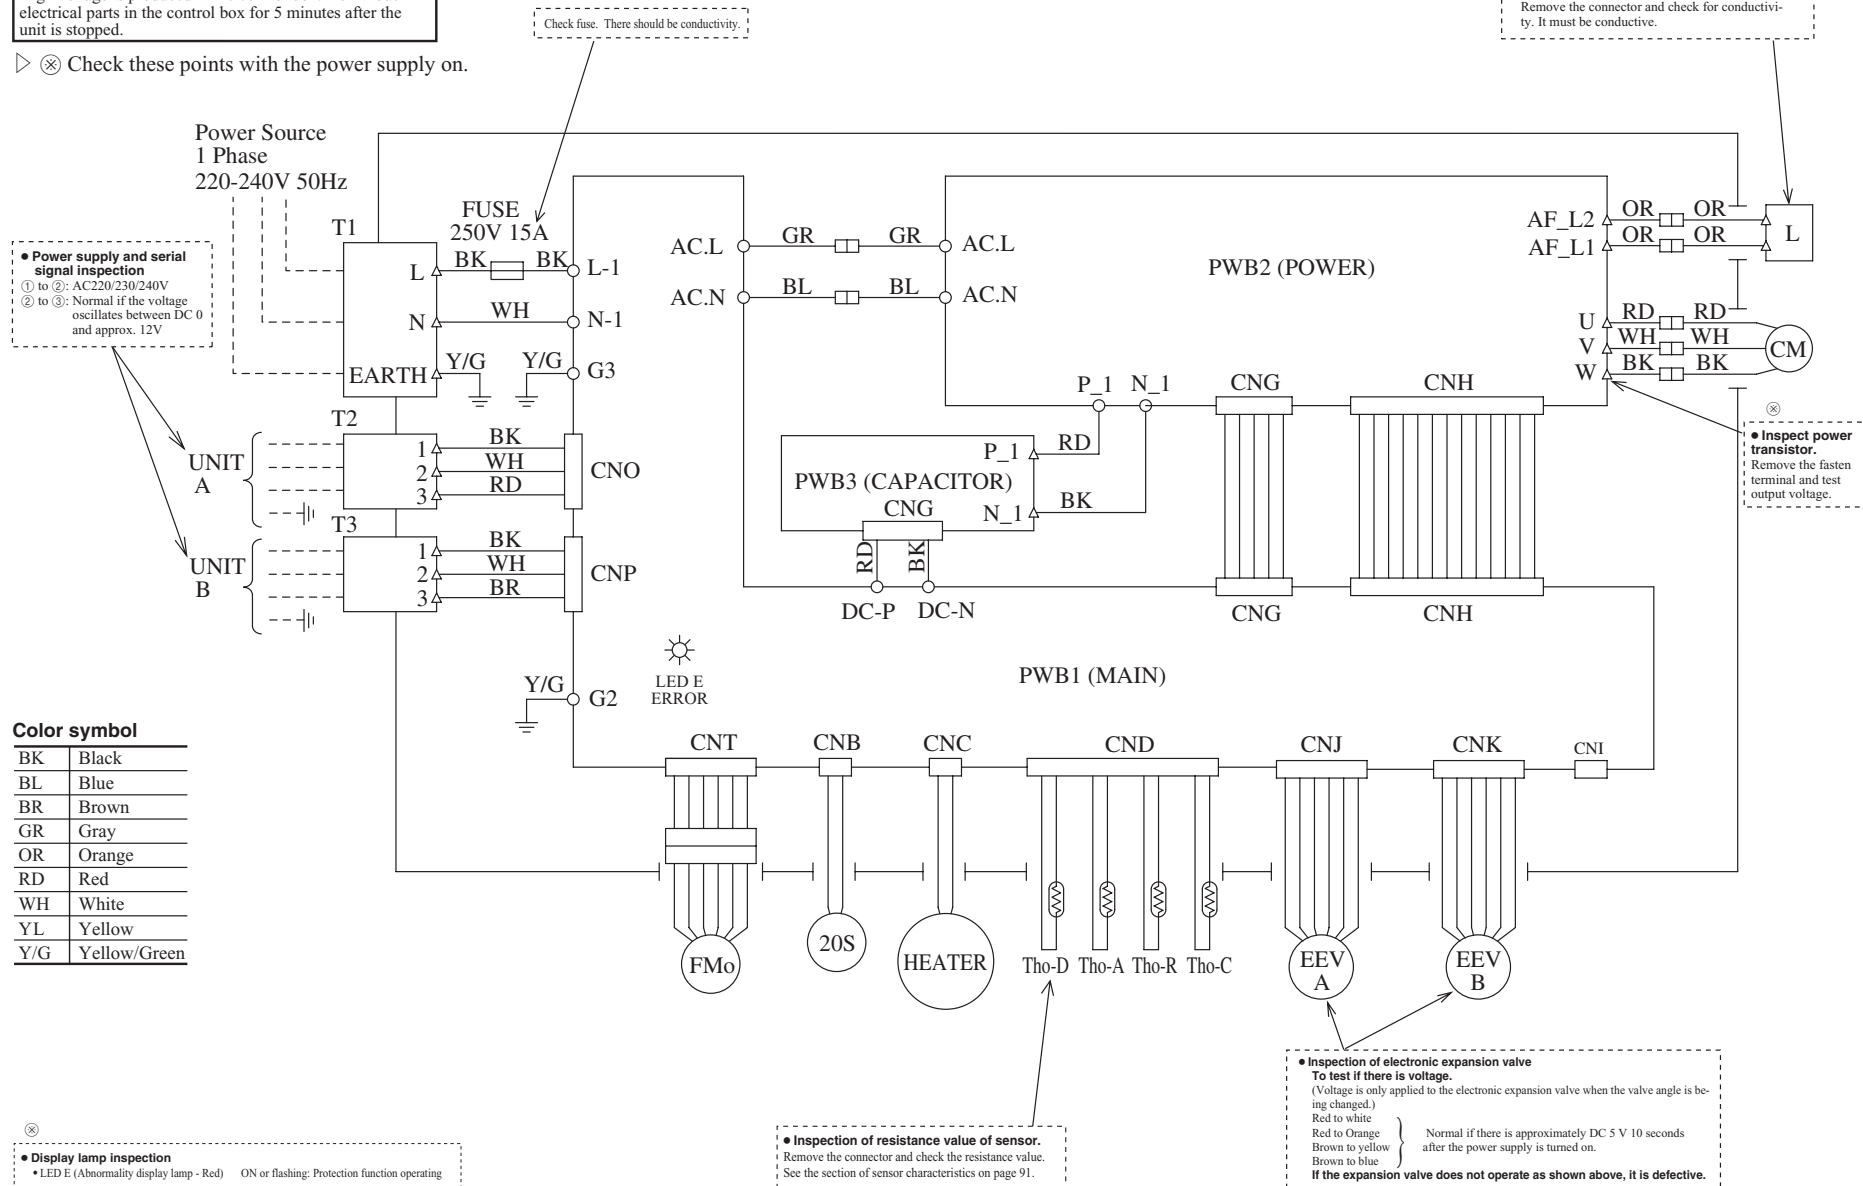 electrical parts in the control box for 5 minutes after the
unit is stopped.
▷ ※ Check these points with the power supply on.
Check fuse. There should be conductivity.
Remove the connector and check for conductivi-
ty. It must be conductive.
Power Source
1 Phase
220-240V 50Hz
● Power supply and serial
signal inspection
① to ②: AC220/230/240V
② to ③: Normal if the voltage
oscillates between DC 0
and approx. 12V
T1
L
N
EARTH
FUSE
250V 15A
BK
BK
L-1
WH
N-1
Y/G
Y/G
G3
T2
UNIT
A
1
2
3
BK
WH
RD
CNO
T3
UNIT
B
1
2
3
BK
WH
BR
CNP
Y/G
G2
AC.L
GR
GR
AC.L
AC.N
BL
BL
AC.N
PWB2 (POWER)
AF_L2
OR
OR
AF_L1
OR
OR
L
U
RD
RD
V
WH
WH
W
BK
BK
CM
※
● Inspect power
transistor.
Remove the fasten
terminal and test
output voltage.
P_1
N_1
CNG
CNH
P_1
RD
PWB3 (CAPACITOR)
CNG
N_1
BK
RD
BK
DC-P
DC-N
CNG
CNH
LED E
ERROR
PWB1 (MAIN)
Color symbol
BK Black
BL Blue
BR Brown
GR Gray
OR Orange
RD Red
WH White
YL Yellow
Y/G Yellow/Green
CNT
CNB
CNC
CND
CNJ
CNK
CNI
FMo
20S
HEATER
Tho-D
Tho-A
Tho-R
Tho-C
EEV
A
EEV
B
※
● Display lamp inspection
• LED E (Abnormality display lamp - Red) ON or flashing: Protection function operating
● Inspection of resistance value of sensor.
Remove the connector and check the resistance value.
See the section of sensor characteristics on page 91.
● Inspection of electronic expansion valve
To test if there is voltage.
(Voltage is only applied to the electronic expansion valve when the valve angle is be-
ing changed.)
Red to white
Red to Orange
Brown to yellow
Brown to blue
Normal if there is approximately DC 5 V 10 seconds
after the power supply is turned on.
If the expansion valve does not operate as shown above, it is defective.